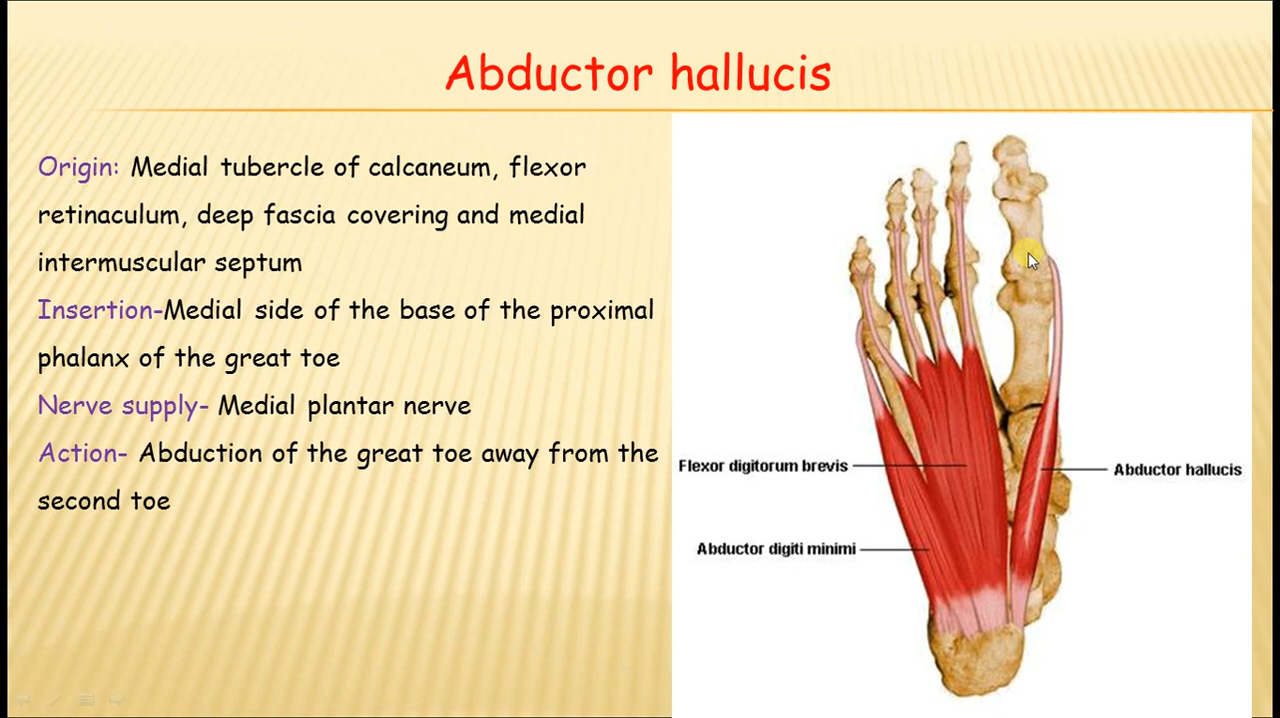 Abductor hallucis
Origin: Medial tubercle of calcaneum, flexor
retinaculum, deep fascia covering and medial
intermuscular septum
Insertion-Medial side of the base of the proximal
phalanx of the great toe
Nerve supply- Medial plantar nerve
Action- Abduction of the great toe away from the
second toe
Flexor digitorum brevis
Abductor hallucis
Abductor digiti minimi